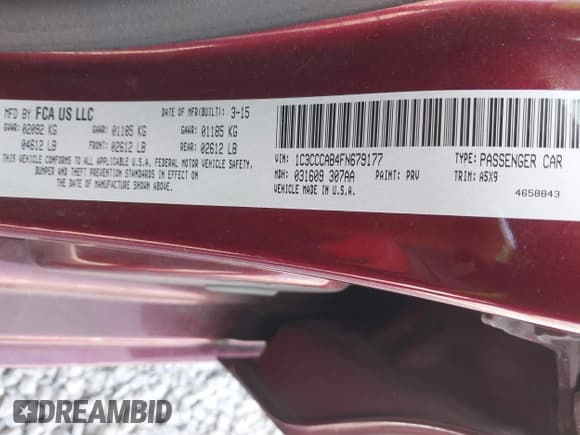 MFD BY FCA US LLC DATE OF MFR(BUILT): 3-15
GVWR: 02092 KG GAWR: 01185 KG GAWR: 01185 KG
04612 LB FRONT: 02612 LB REAR: 02612 LB
THIS VEHICLE CONFORMS TO ALL APPLICABLE U.S.A. FEDERAL MOTOR VEHICLE SAFETY,
BUMPER AND THEFT PREVENTION STANDARDS IN EFFECT
ON THE DATE OF MANUFACTURE SHOWN ABOVE.
VIN: 1C3CCCAB4FN679177 TYPE: PASSENGER CAR
MDH: 031609 307AA PAINT: PRV TRIM: A5X9
VEHICLE MADE IN U.S.A. 4658843
DREAMBID